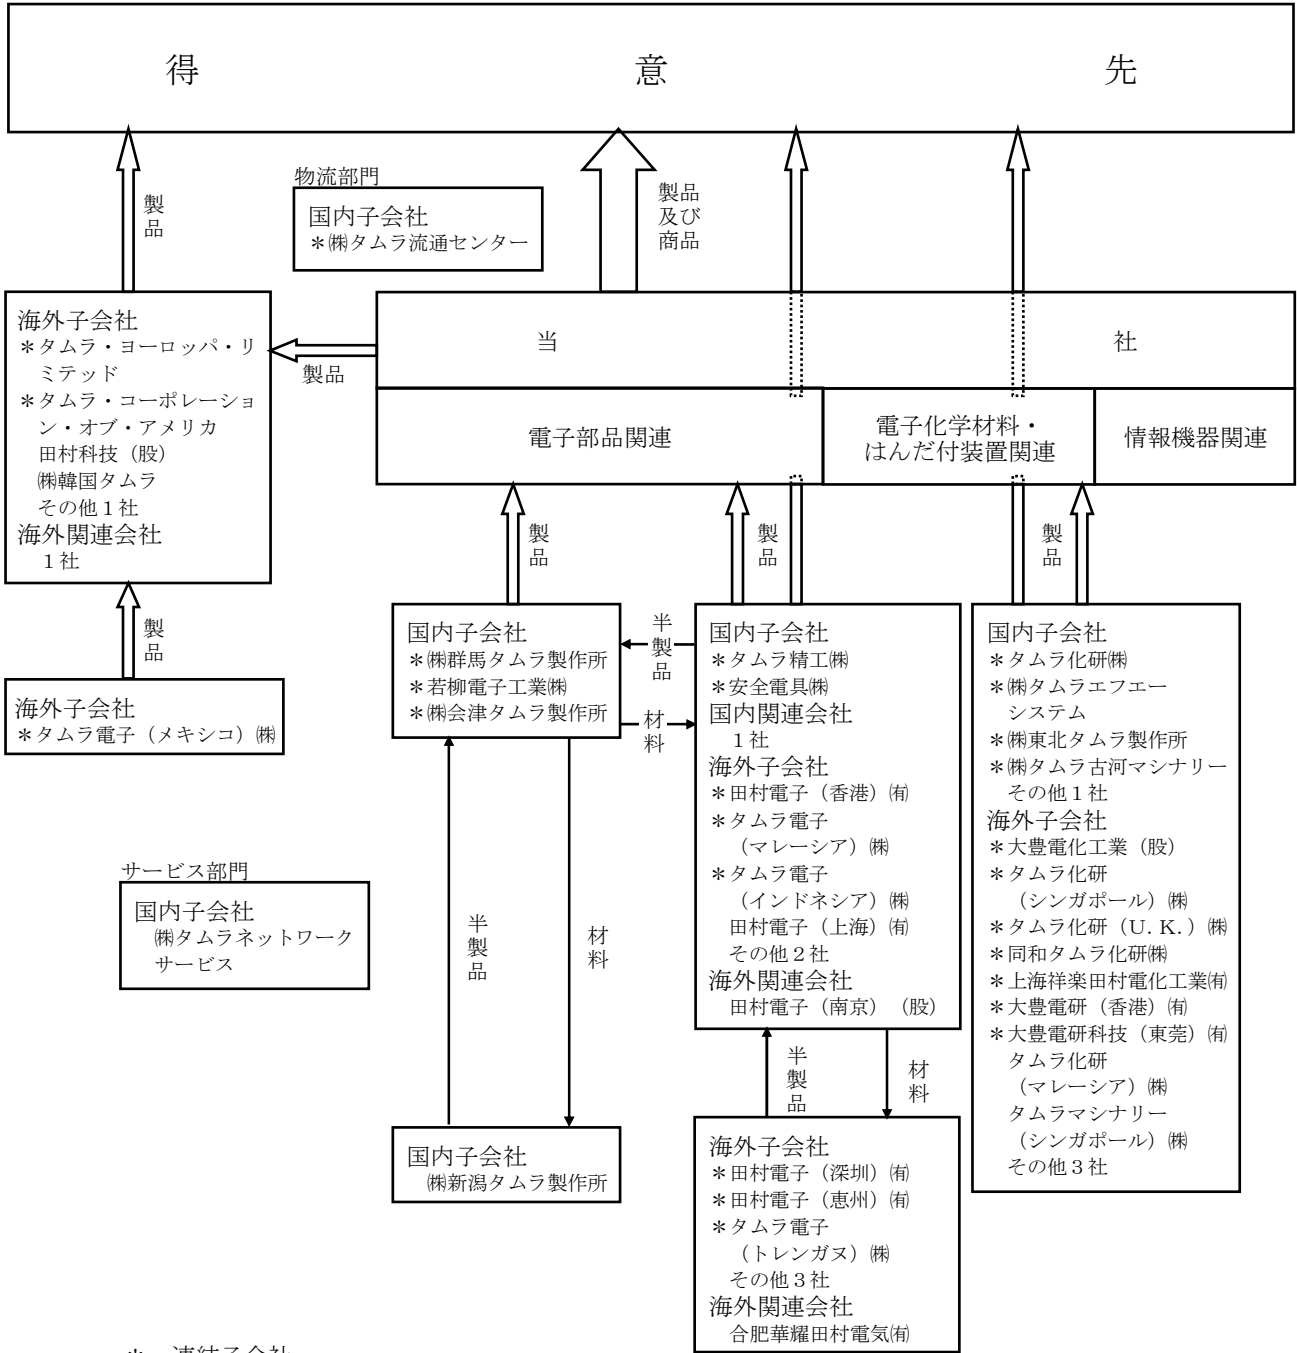 得意先
製品
物流部門
国内子会社
＊㈱タムラ流通センター
製品
及び
商品
海外子会社
＊タムラ・ヨーロッパ・リ
ミテッド
＊タムラ・コーポレーショ
ン・オブ・アメリカ
田村科技（股）
㈱韓国タムラ
その他１社
海外関連会社
１社
製品
当社
電子部品関連
電子化学材料・
はんだ付装置関連
情報機器関連
製品
製品
製品
製品
海外子会社
＊タムラ電子（メキシコ）㈱
国内子会社
＊㈱群馬タムラ製作所
＊若柳電子工業㈱
＊㈱会津タムラ製作所
半製品
材料
国内子会社
＊タムラ精工㈱
＊安全電具㈱
国内関連会社
１社
海外子会社
＊田村電子（香港）㈲
＊タムラ電子
（マレーシア）㈱
＊タムラ電子
（インドネシア）㈱
田村電子（上海）㈲
その他２社
海外関連会社
田村電子（南京）（股）
国内子会社
＊タムラ化研㈱
＊㈱タムラエフエー
システム
＊㈱東北タムラ製作所
＊㈱タムラ古河マシナリー
その他１社
海外子会社
＊大豊電化工業（股）
＊タムラ化研
（シンガポール）㈱
＊タムラ化研（U．K．）㈱
＊同和タムラ化研㈱
＊上海祥楽田村電化工業㈲
＊大豊電研（香港）㈲
＊大豊電研科技（東莞）㈲
タムラ化研
（マレーシア）㈱
タムラマシナリー
（シンガポール）㈱
その他３社
サービス部門
国内子会社
㈱タムラネットワーク
サービス
半製品
材料
国内子会社
㈱新潟タムラ製作所
半製品
材料
海外子会社
＊田村電子（深圳）㈲
＊田村電子（恵州）㈲
＊タムラ電子
（トレンガヌ）㈱
その他３社
海外関連会社
合肥華耀田村電気㈲
＊　連結子会社